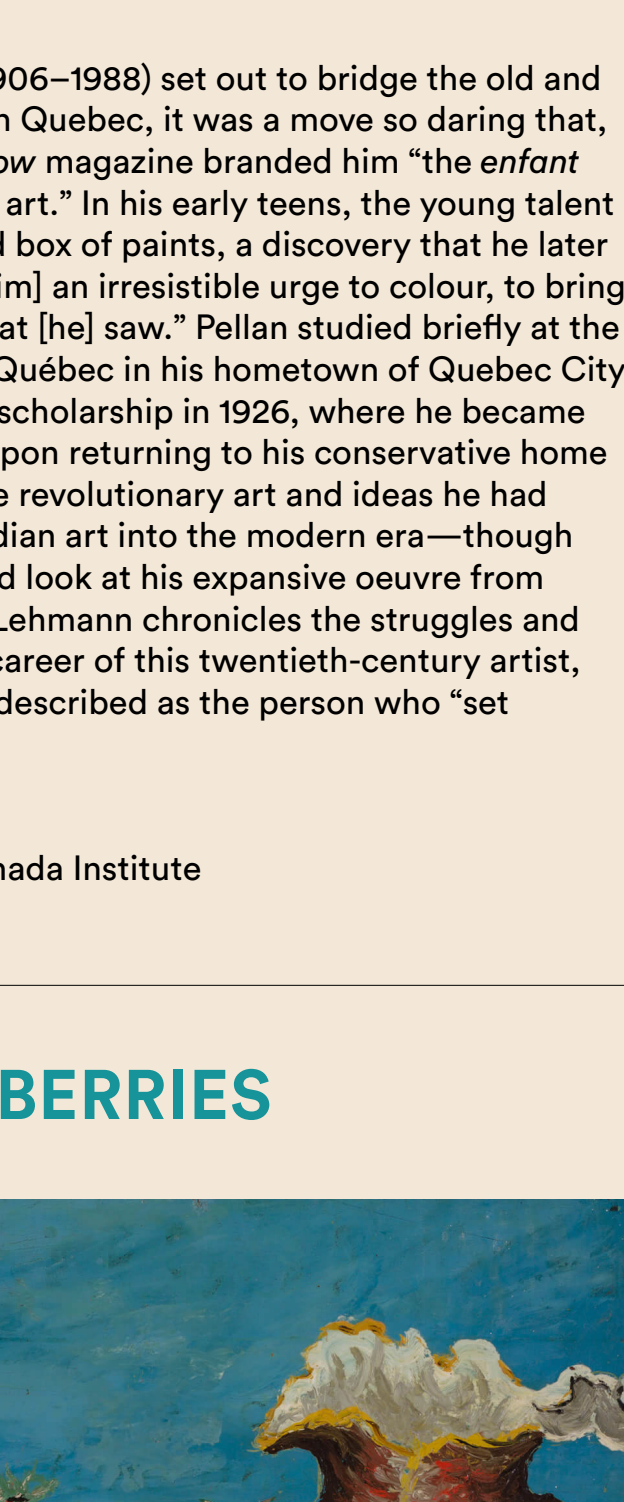 906–1988) set out to bridge the old and
Quebec, it was a move so daring that,
magazine branded him “the enfant
art.” In his early teens, the young talent
box of paints, a discovery that he later
im] an irresistible urge to colour, to bring
at [he] saw.” Pellan studied briefly at the
Québec in his hometown of Quebec City
scholarship in 1926, where he became
pon returning to his conservative home
revolutionary art and ideas he had
dian art into the modern era—though
look at his expansive oeuvre from
Lehmann chronicles the struggles and
career of this twentieth-century artist,
described as the person who “set
nada Institute
BERRIES